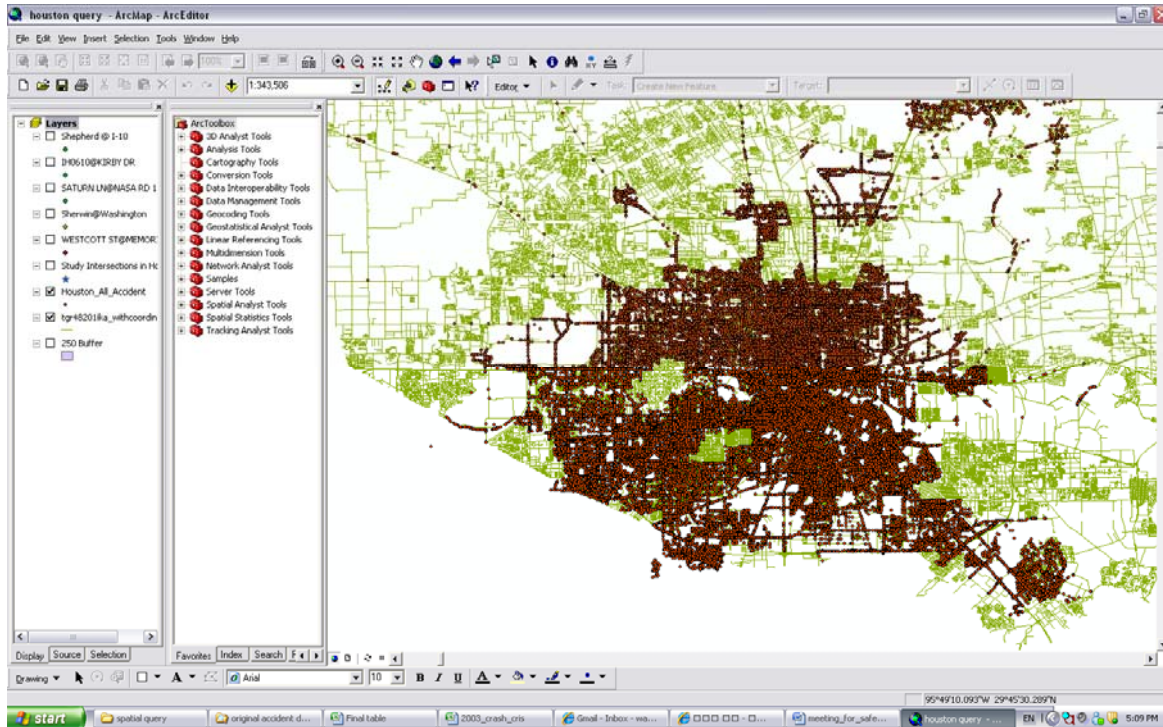 houston query - ArcMap - ArcEditor
File Edit View Insert Selection Tools Window Help
100%
1:343,506
Editor
Task: Create New Feature
Target:
Layers
Shepherd @ I-10
IH0610@KIRBY DR
SATURN LN@NASA RD 1
Sherwin@Washington
WESTCOTT ST@MEMOR
Study Intersections in Ho
Houston_All_Accident
tgr48201lka_withcoordin
250 Buffer
Display Source Selection
ArcToolbox
3D Analyst Tools
Analysis Tools
Cartography Tools
Conversion Tools
Data Interoperability Tools
Data Management Tools
Geocoding Tools
Geostatistical Analyst Tools
Linear Referencing Tools
Multidimension Tools
Network Analyst Tools
Samples
Server Tools
Spatial Analyst Tools
Spatial Statistics Tools
Tracking Analyst Tools
Favorites Index Search
Drawing
A
Arial
10
B I U A
95°49'10.093"W 29°45'30.289"N
start
spatial query
original accident d...
Final table
2003_crash_cris
Gmail - Inbox - wa...
meeting_for_safe...
houston query - ...
EN
5:09 PM